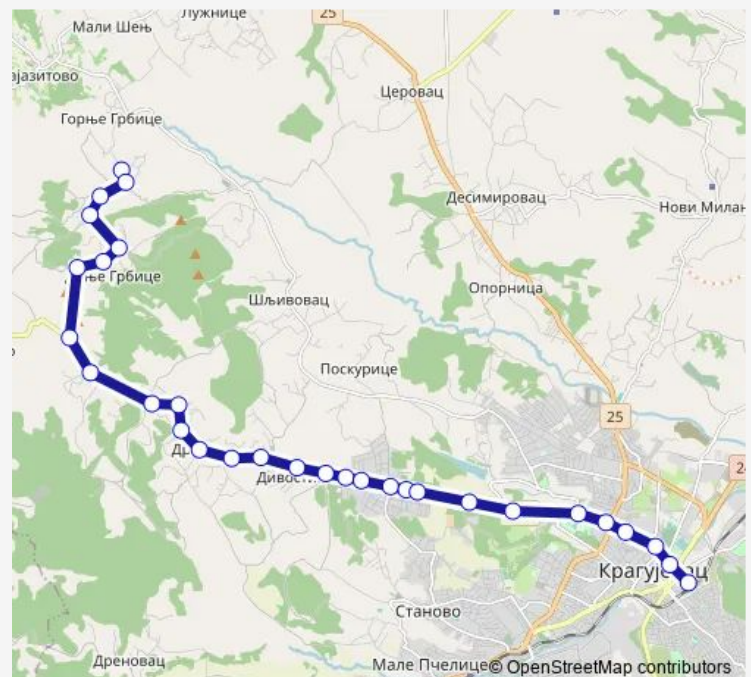 Лужнице
25
Мали Шењ
ајазитово
Церовац
Горње Грбице
Десимировац
Нови Милан
ње Грбице
Опорница
Шљивовац
о
Поскурице
25
Др
24
Дивост
Крагујевац
Станово
Дреновац
Мале Пчелице
© OpenStreetMap contributors